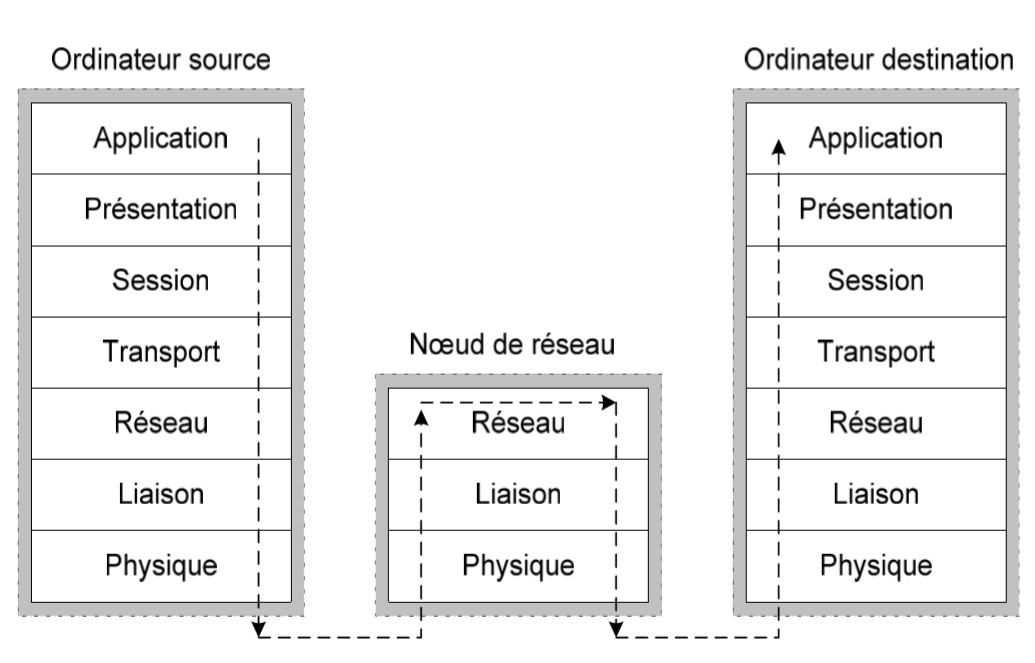 Ordinateur source
Application
Présentation
Session
Transport
Réseau
Liaison
Physique
Nœud de réseau
Réseau
Liaison
Physique
Ordinateur destination
Application
Présentation
Session
Transport
Réseau
Liaison
Physique